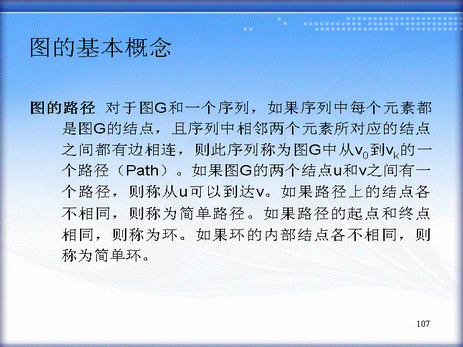 图的基本概念
图的路径 对于图G和一个序列，如果序列中每个元素都
是图G的结点，且序列中相邻两个元素所对应的结点
之间都有边相连，则此序列称为图G中从v0到vk的一
个路径（Path）。如果图G的两个结点u和v之间有一
个路径，则称从u可以到达v。如果路径上的结点各
不相同，则称为简单路径。如果路径的起点和终点
相同，则称为环。如果环的内部结点各不相同，则
称为简单环。
107